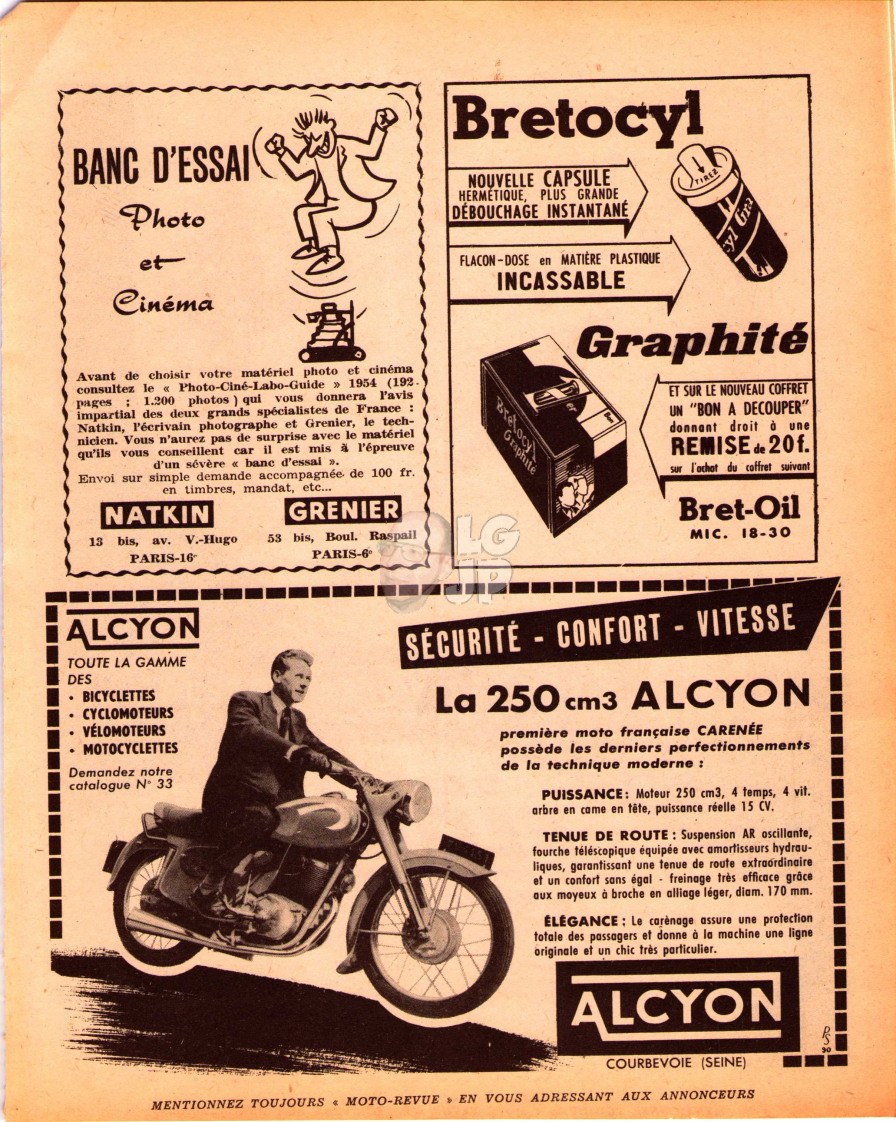 BANC D'ESSAI
Photo
et
Cinéma
Avant de choisir votre matériel photo et cinéma
consultez le « Photo-Ciné-Labo-Guide » 1954 (192
pages ; 1.200 photos) qui vous donnera l'avis
impartial des deux grands spécialistes de France :
Natkin, l'écrivain photographe et Grenier, le tech-
nicien. Vous n'aurez pas de surprise avec le matériel
qu'ils vous conseillent car il est mis à l'épreuve
d'un sévère « banc d'essai ».
Envoi sur simple demande accompagnée de 100 fr.
en timbres, mandat, etc...
NATKIN
13 bis, av. V.-Hugo
PARIS-16e
GRENIER
53 bis, Boul. Raspail
PARIS-6e
Bretocyl
NOUVELLE CAPSULE
HERMÉTIQUE, PLUS GRANDE
DÉBOUCHAGE INSTANTANÉ
TIREZ
cyl Gra
FLACON-DOSE en MATIÈRE PLASTIQUE
INCASSABLE
Graphité
Bretocyl
Graphité
Bon
ET SUR LE NOUVEAU COFFRET
UN "BON A DECOUPER"
donnant droit à une
REMISE de 20f.
sur l'achat du coffret suivant
Bret-Oil
MIC. 18-30
LG
JP
ALCYON
TOUTE LA GAMME
DES
• BICYCLETTES
• CYCLOMOTEURS
• VÉLOMOTEURS
• MOTOCYCLETTES
Demandez notre
catalogue N° 33
SÉCURITÉ - CONFORT - VITESSE
La 250 cm3 ALCYON
première moto française CARENÉE
possède les derniers perfectionnements
de la technique moderne :
PUISSANCE : Moteur 250 cm3, 4 temps, 4 vit.
arbre en came en tête, puissance réelle 15 CV.
TENUE DE ROUTE : Suspension AR oscillante,
fourche téléscopique équipée avec amortisseurs hydrau-
liques, garantissant une tenue de route extraordinaire
et un confort sans égal - freinage très efficace grâce
aux moyeux à broche en alliage léger, diam. 170 mm.
ÉLÉGANCE : Le carènage assure une protection
totale des passagers et donne à la machine une ligne
originale et un chic très particulier.
ALCYON
COURBEVOIE (SEINE)
MENTIONNEZ TOUJOURS « MOTO-REVUE » EN VOUS ADRESSANT AUX ANNONCEURS